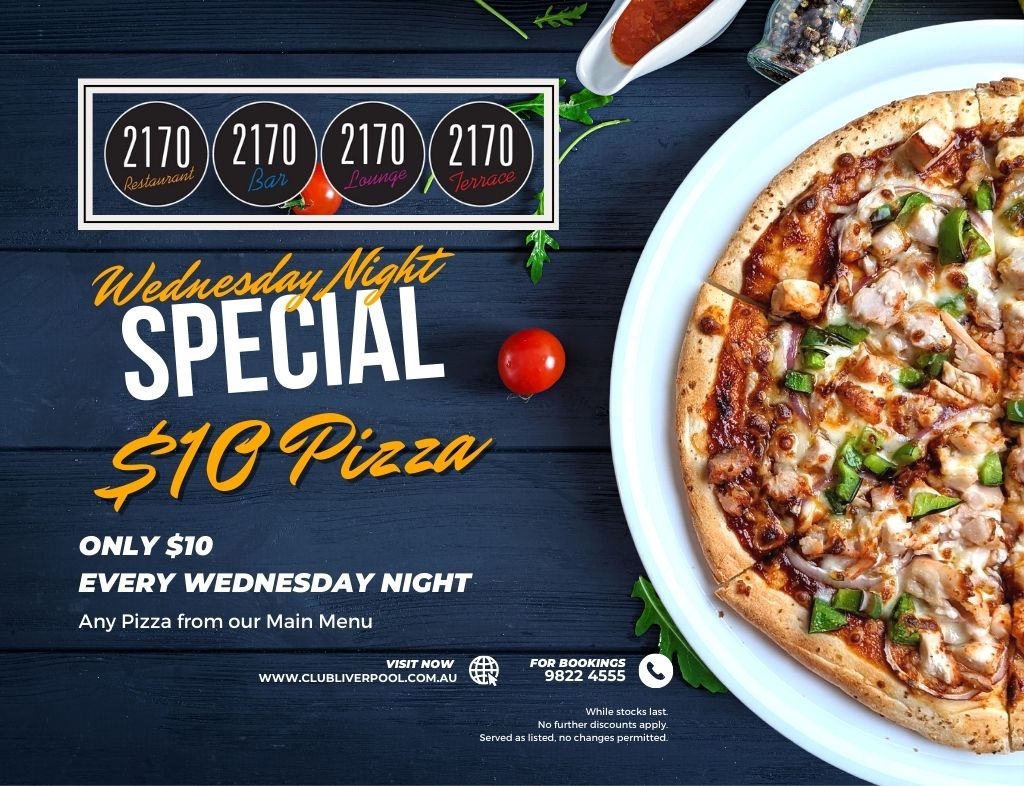 2170 2170 2170 2170
Restaurant Bar Lounge Terrace
Wednesday Night
SPECIAL
$10 Pizza
ONLY $10
EVERY WEDNESDAY NIGHT
Any Pizza from our Main Menu
VISIT NOW
WWW.CLUBLIVERPOOL.COM.AU
FOR BOOKINGS
9822 4555
While stocks last.
No further discounts apply.
Served as listed, no changes permitted.